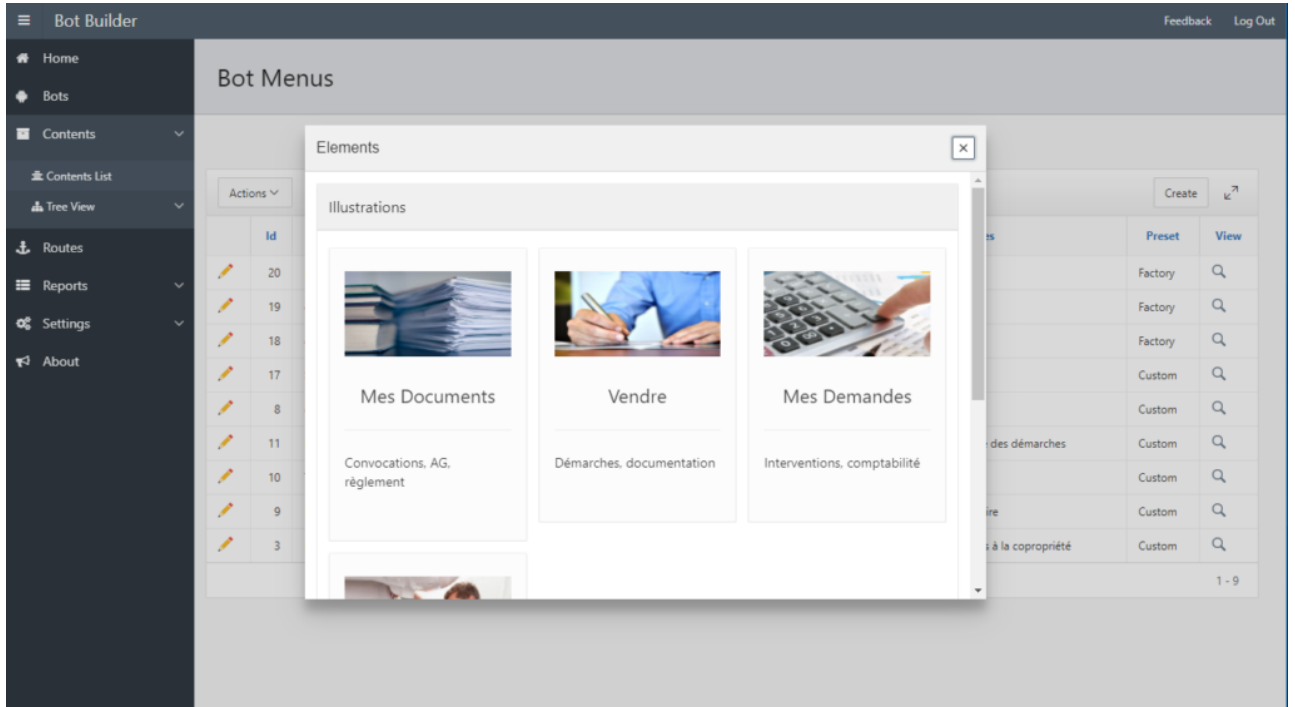 Bot Builder
Feedback
Log Out
Home
Bots
Contents
Contents List
Tree View
Routes
Reports
Settings
About
Bot Menus
Actions
Create
Elements
Illustrations
Mes Documents
Convocations, AG,
règlement
Vendre
Démarches, documentation
Mes Demandes
Interventions, comptabilité
Id
es
Preset
View
20
Factory
19
Factory
18
Factory
17
Custom
8
Custom
11
des démarches
Custom
10
Custom
9
ire
Custom
3
s à la copropriété
Custom
1 - 9